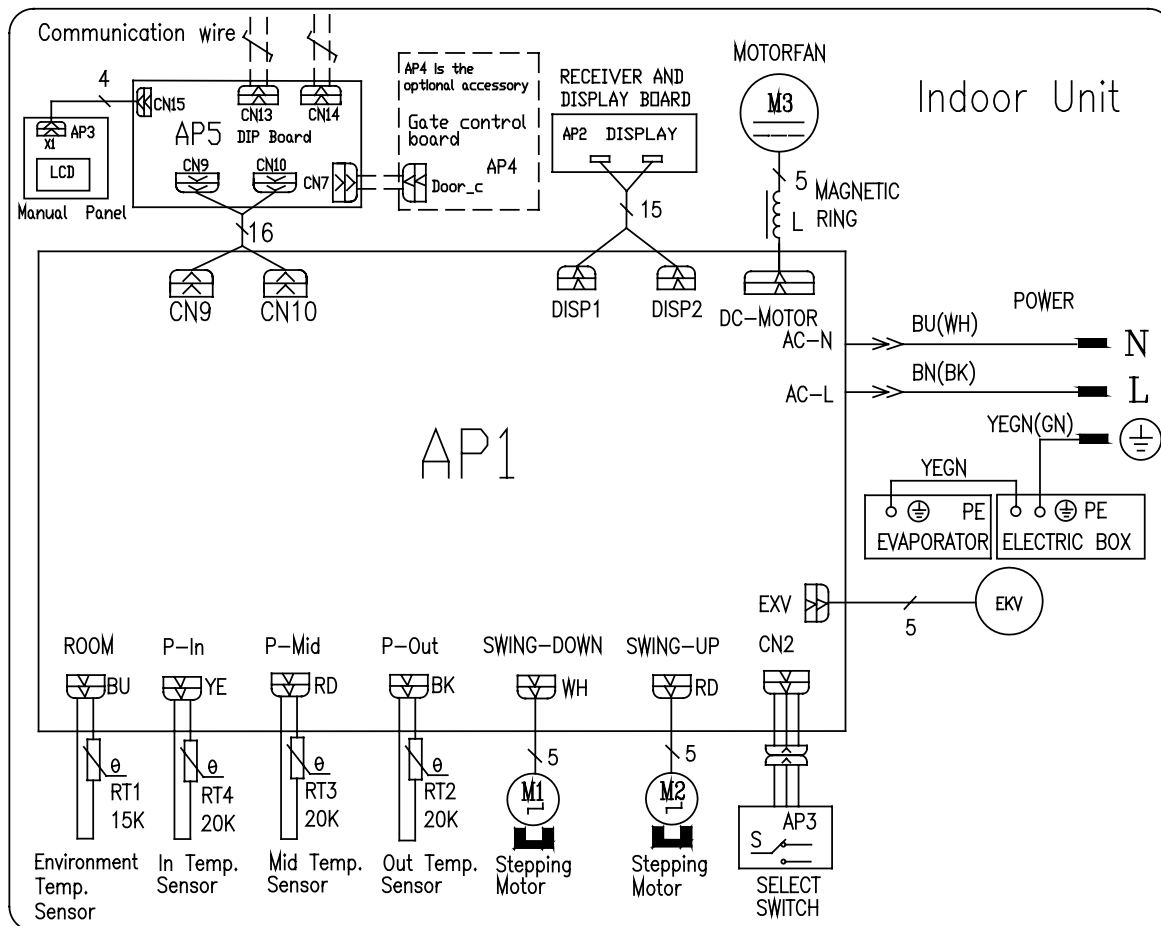 Communication wire
4
CN15
X1
AP3
LCD
Manual Panel
CN13
CN14
AP5
DIP Board
CN9
CN10
CN7
16
AP4 Is the
optional accessory
Gate control
board
AP4
Door_c
RECEIVER AND
DISPLAY BOARD
AP2 DISPLAY
15
MOTORFAN
M3
5
MAGNETIC
RING
L
Indoor Unit
CN9
CN10
DISP1
DISP2
DC-MOTOR
POWER
AC-N
BU(WH)
N
AC-L
BN(BK)
L
YEGN(GN)
YEGN
PE
EVAPORATOR
PE
ELECTRIC BOX
AP1
EXV
5
EKV
ROOM
BU
P-In
YE
P-Mid
RD
P-Out
BK
SWING-DOWN
WH
SWING-UP
RD
CN2
θ
RT1
15K
Environment
Temp.
Sensor
θ
RT4
20K
In Temp.
Sensor
θ
RT3
20K
Mid Temp.
Sensor
θ
RT2
20K
Out Temp.
Sensor
5
M1
Stepping
Motor
5
M2
Stepping
Motor
AP3
S
SELECT
SWITCH